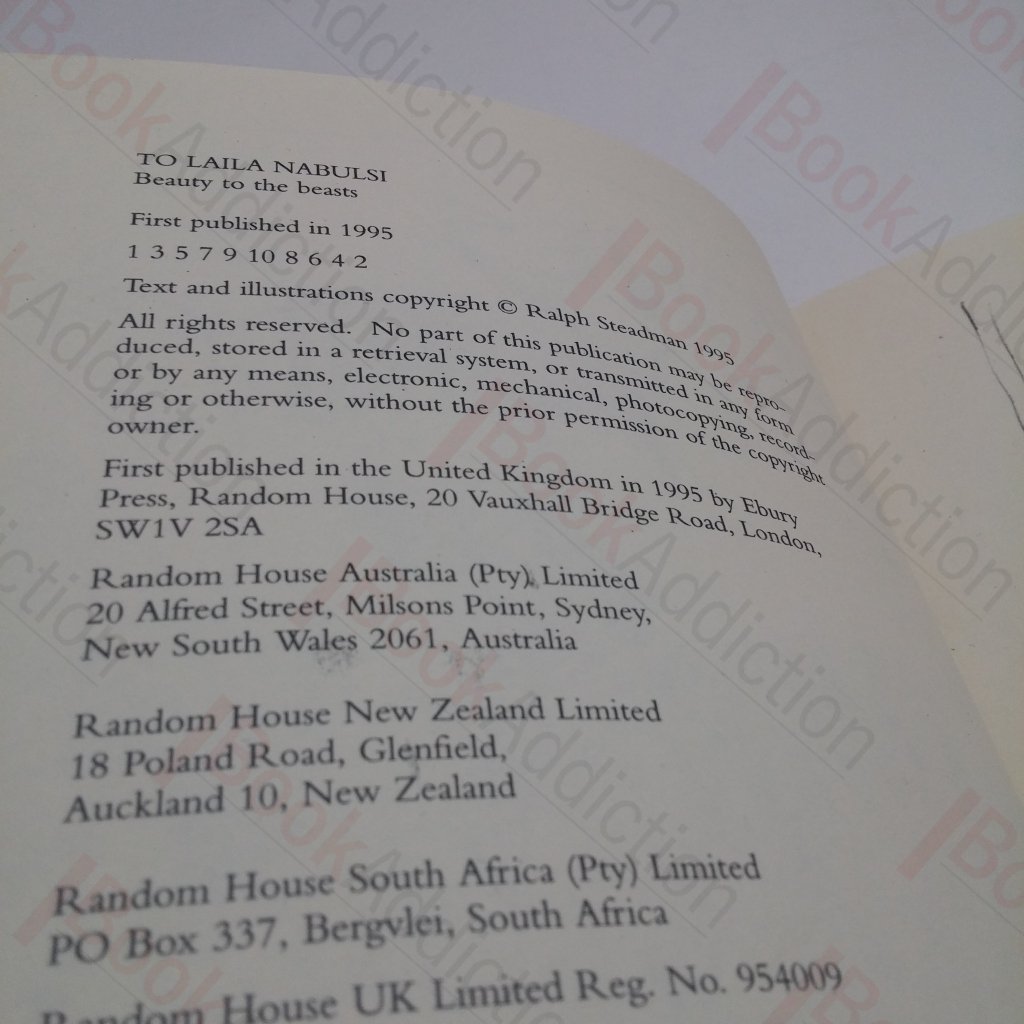 TO LAILA NABULSI
Beauty to the beasts
First published in 1995
1 3 5 7 9 10 8 6 4 2
Text and illustrations copyright © Ralph Steadman 1995
All rights reserved. No part of this publication may be repro-
duced, stored in a retrieval system, or transmitted in any form
or by any means, electronic, mechanical, photocopying, record-
ing or otherwise, without the prior permission of the copyright
owner.
First published in the United Kingdom in 1995 by Ebury
Press, Random House, 20 Vauxhall Bridge Road, London,
SW1V 2SA
Random House Australia (Pty) Limited
20 Alfred Street, Milsons Point, Sydney,
New South Wales 2061, Australia
Random House New Zealand Limited
18 Poland Road, Glenfield,
Auckland 10, New Zealand
Random House South Africa (Pty) Limited
PO Box 337, Bergvlei, South Africa
Random House UK Limited Reg. No. 954009
BookAddiction
BookAddiction
BookAddiction
BookAddiction
BookAddiction
BookAddiction